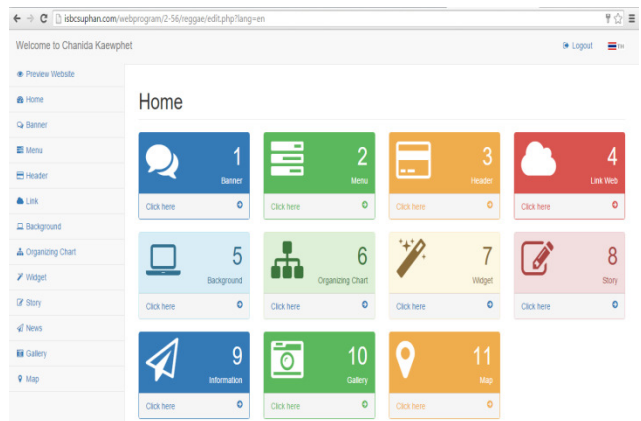 isbcsuphan.com/webprogram/2-56/reggae/edit.php?lang=en
Welcome to Chanida Kaewphet
Logout
TH
Preview Website
Home
Banner
Menu
Header
Link
Background
Organizing Chart
Widget
Story
News
Gallery
Map
Home
1
Banner
Click here
2
Menu
Click here
3
Header
Click here
4
Link Web
Click here
5
Background
Click here
6
Organizing Chart
Click here
7
Widget
Click here
8
Story
Click here
9
Information
Click here
10
Gallery
Click here
11
Map
Click here